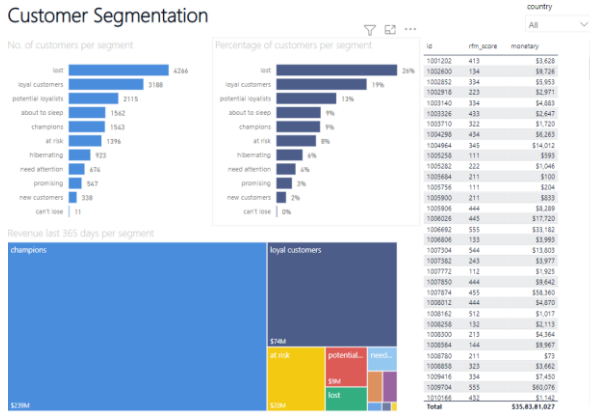 Customer Segmentation
country
All
No. of customers per segment
lost 4266
loyal customers 3188
potential loyalists 2115
about to sleep 1562
champions 1543
at risk 1396
hibernating 923
need attention 676
promising 547
new customers 338
can't lose 11
Percentage of customers per segment
lost 26%
loyal customers 19%
potential loyalists 13%
about to sleep 9%
champions 9%
at risk 8%
hibernating 6%
need attention 6%
promising 3%
new customers 2%
can't lose 0%
Revenue last 365 days per segment
champions
$239M
loyal customers
$74M
at risk
potential...
$9M
need...
lost
id rfm_score monetary
1001202 413 $3,628
1002600 134 $9,726
1002852 334 $5,953
1002918 223 $2,971
1003140 334 $4,883
1003326 433 $2,647
1003710 322 $1,720
1004298 434 $6,263
1004964 345 $14,012
1005258 111 $593
1005282 222 $1,046
1005684 211 $100
1005756 111 $204
1005900 211 $833
1005906 444 $8,289
1006026 445 $17,720
1006692 555 $33,182
1006806 133 $3,993
1007304 544 $13,803
1007382 243 $3,977
1007772 112 $1,925
1007850 444 $9,642
1007874 455 $58,360
1008012 444 $4,870
1008162 512 $1,017
1008258 132 $2,113
1008300 213 $4,364
1008364 144 $9,967
1008780 211 $73
1008858 323 $3,662
1009416 334 $7,450
1009704 555 $60,076
1010166 432 $1,142
Total $35,83,81,027